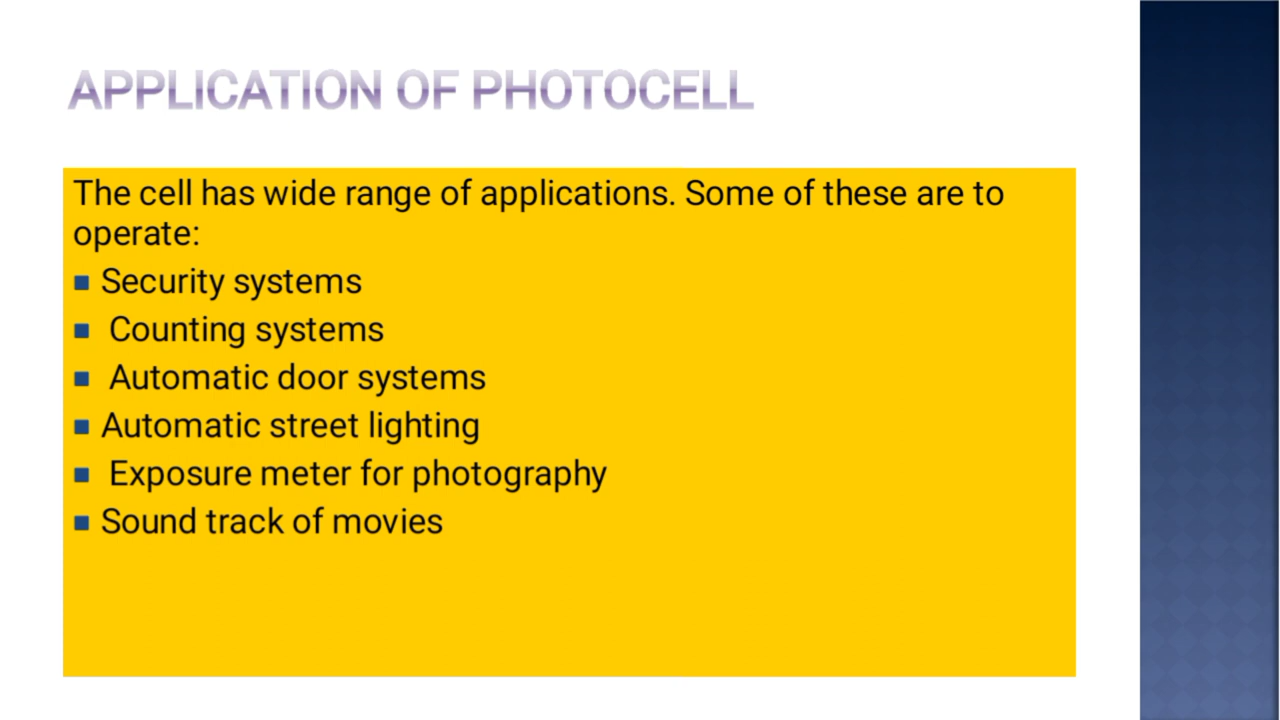 APPLICATION OF PHOTOCELL
The cell has wide range of applications. Some of these are to
operate:
Security systems
Counting systems
Automatic door systems
Automatic street lighting
Exposure meter for photography
Sound track of movies